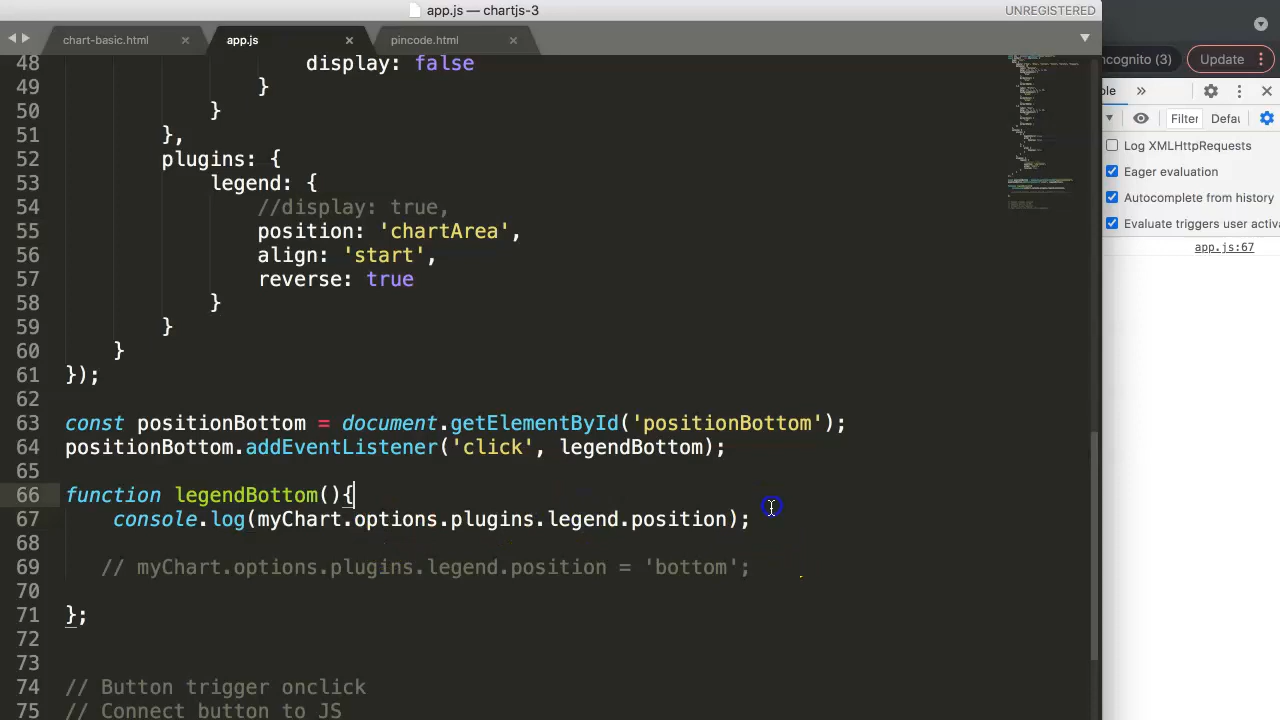 app.js — chartjs-3
UNREGISTERED
chart-basic.html
app.js
pincode.html
48 display: false
49 }
50 }
51 },
52 plugins: {
53 legend: {
54 //display: true,
55 position: 'chartArea',
56 align: 'start',
57 reverse: true
58 }
59 }
60 }
61 });
62
63 const positionBottom = document.getElementById('positionBottom');
64 positionBottom.addEventListener('click', legendBottom);
65
66 function legendBottom(){
67 console.log(myChart.options.plugins.legend.position);
68
69 // myChart.options.plugins.legend.position = 'bottom';
70
71 };
72
73
74 // Button trigger onclick
75 // Connect button to JS
ncognito (3)
Update
ole
Filter
Defau
Log XMLHttpRequests
Eager evaluation
Autocomplete from history
Evaluate triggers user activa
app.js:67